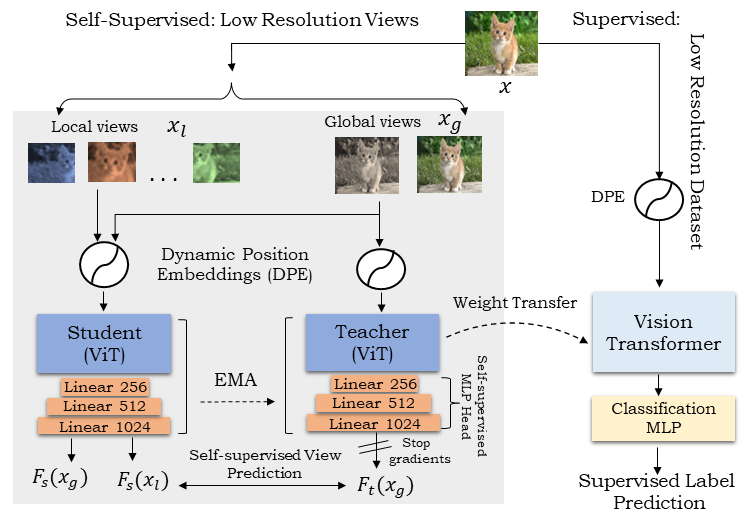 Self-Supervised: Low Resolution Views
Supervised:
x
Low Resolution Dataset
Local views x_l
Global views x_g
. . .
DPE
Dynamic Position
Embeddings (DPE)
Weight Transfer
Student
(ViT)
Teacher
(ViT)
Vision
Transformer
EMA
Linear 256
Linear 512
Linear 1024
Linear 256
Linear 512
Linear 1024
Self-supervised
MLP Head
Classification
MLP
Stop
gradients
Self-supervised View
Prediction
F_s(x_g)
F_s(x_l)
F_t(x_g)
Supervised Label
Prediction